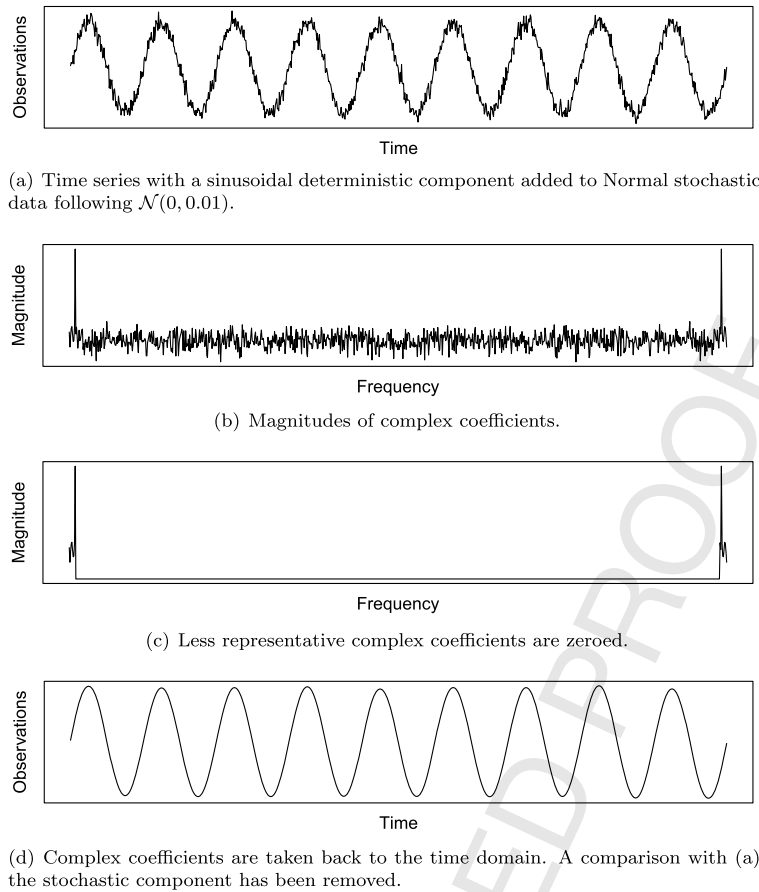 Observations
Time
(a) Time series with a sinusoidal deterministic component added to Normal stochastic
data following 𝒩(0, 0.01).
Magnitude
Frequency
(b) Magnitudes of complex coefficients.
Magnitude
Frequency
(c) Less representative complex coefficients are zeroed.
Observations
Time
(d) Complex coefficients are taken back to the time domain. A comparison with (a)
the stochastic component has been removed.
ED PROOF